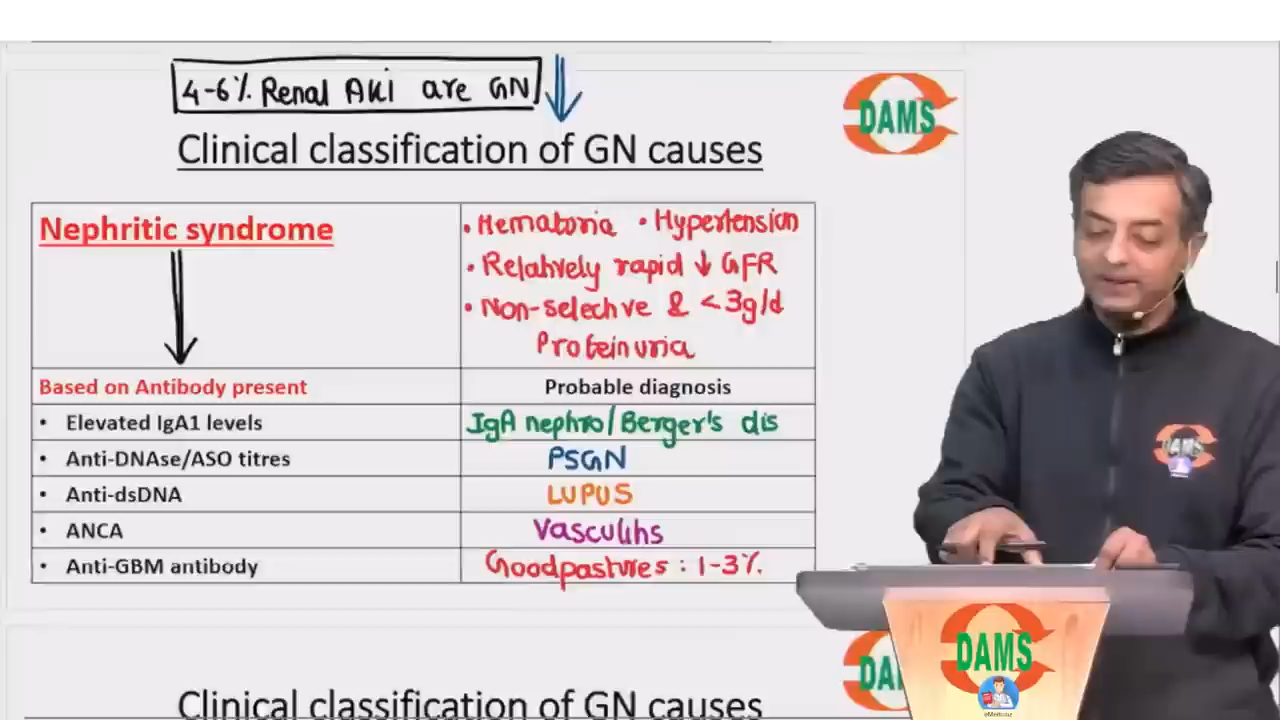 4-6% Renal AKI are GN
DAMS
Clinical classification of GN causes
Nephritic syndrome
• Hematuria • Hypertension
• Relatively rapid ↓ GFR
• Non-selective & <3g/d
Proteinuria
Based on Antibody present
Probable diagnosis
• Elevated IgA1 levels
IgA nephro/Berger's dis
• Anti-DNAse/ASO titres
PSGN
• Anti-dsDNA
LUPUS
• ANCA
Vasculitis
• Anti-GBM antibody
Goodpastures : 1-3%.
DAMS
DAMS
eMedicoz
DA
Clinical classification of GN causes